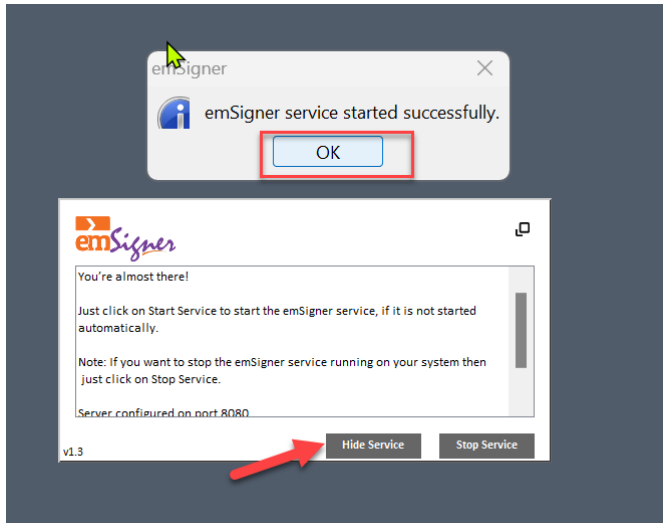 emSigner
emSigner service started successfully.
OK
emSigner
You're almost there!
Just click on Start Service to start the emSigner service, if it is not started
automatically.
Note: If you want to stop the emSigner service running on your system then
just click on Stop Service.
Server configured on port 8080
Hide Service
Stop Service
v1.3